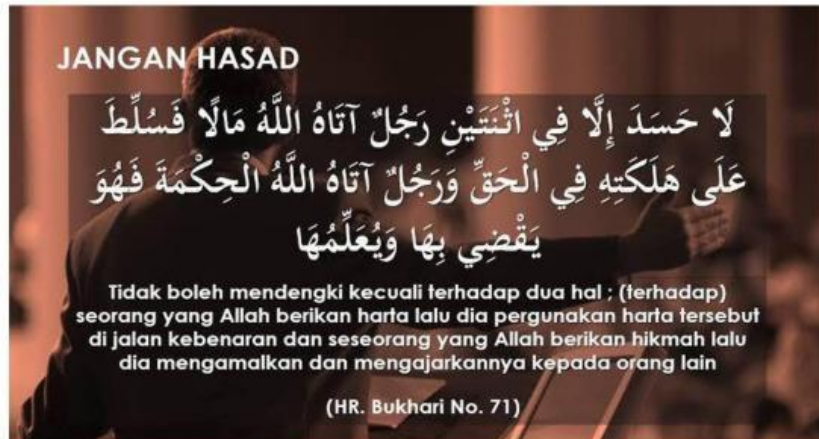 JANGAN HASAD
لَا حَسَدَ إِلَّا فِي اثْنَتَيْنِ رَجُلٌ آتَاهُ اللَّهُ مَالًا فَسُلِّطَ
عَلَى هَلَكَتِهِ فِي الْحَقِّ وَرَجُلٌ آتَاهُ اللَّهُ الْحِكْمَةَ فَهُوَ
يَقْضِي بِهَا وَيُعَلِّمُهَا
Tidak boleh mendengki kecuali terhadap dua hal ; (terhadap)
seorang yang Allah berikan harta lalu dia pergunakan harta tersebut
di jalan kebenaran dan seseorang yang Allah berikan hikmah lalu
dia mengamalkan dan mengajarkannya kepada orang lain
(HR. Bukhari No. 71)